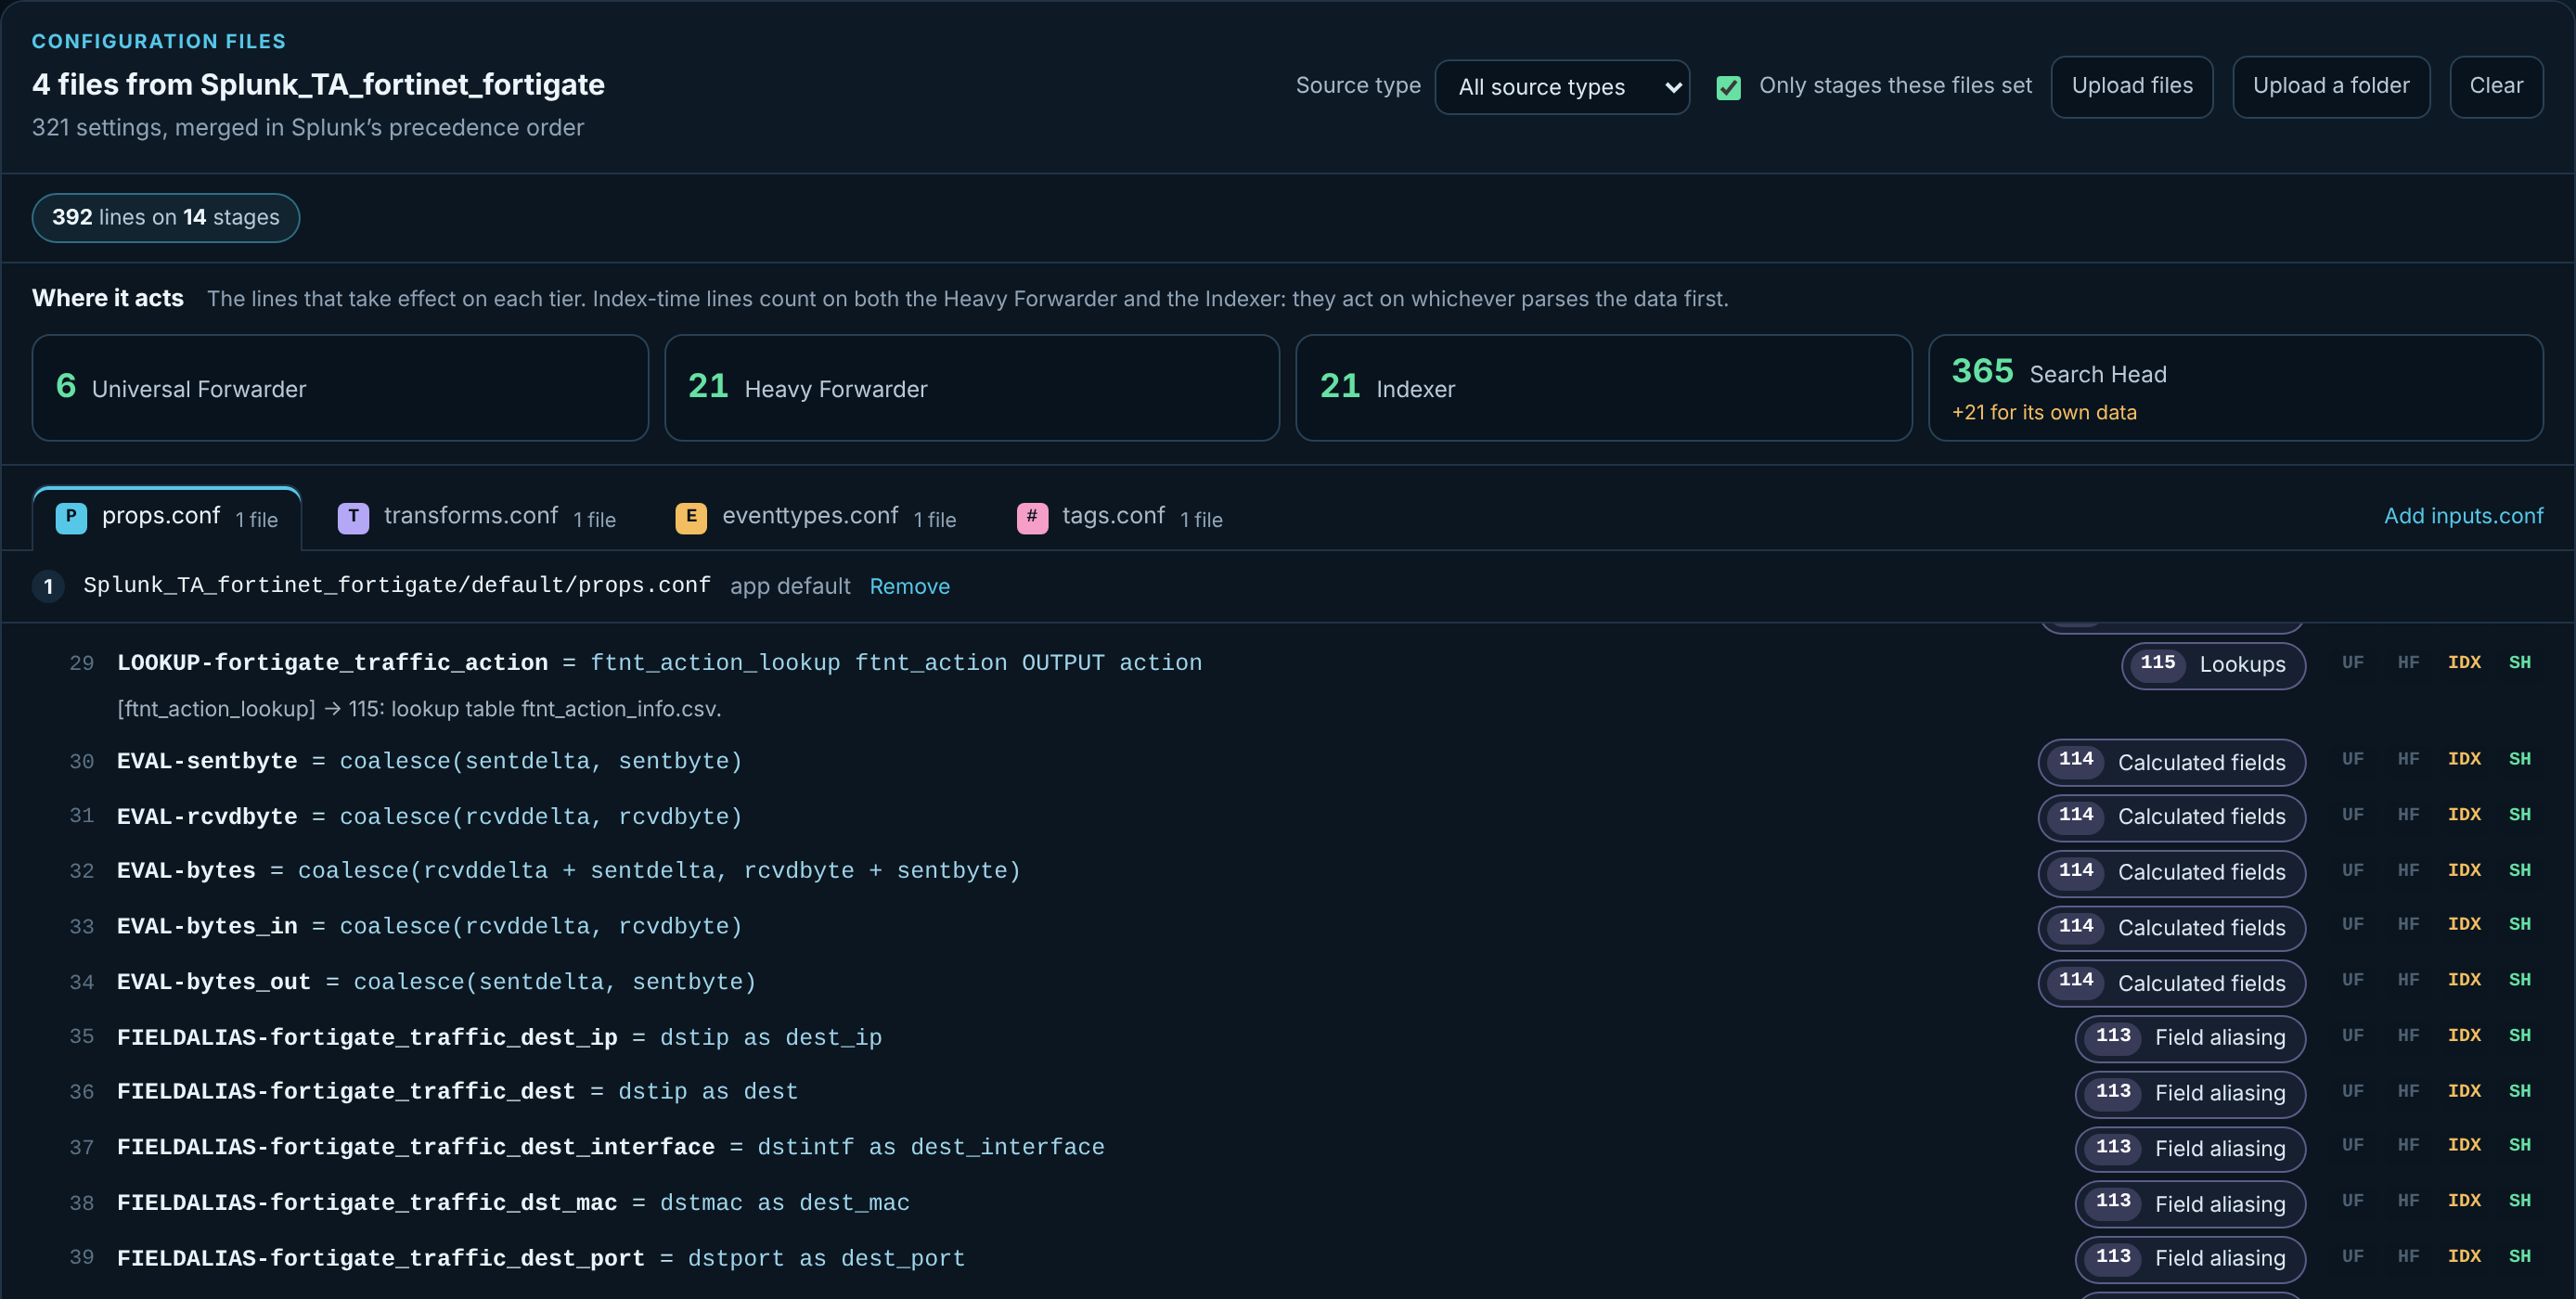 CONFIGURATION FILES
4 files from Splunk_TA_fortinet_fortigate
321 settings, merged in Splunk’s precedence order
Source type All source types Only stages these files set Upload files Upload a folder Clear
392 lines on 14 stages
Where it acts The lines that take effect on each tier. Index-time lines count on both the Heavy Forwarder and the Indexer: they act on whichever parses the data first.
6 Universal Forwarder
21 Heavy Forwarder
21 Indexer
365 Search Head
+21 for its own data
P props.conf 1 file T transforms.conf 1 file E eventtypes.conf 1 file # tags.conf 1 file Add inputs.conf
1 Splunk_TA_fortinet_fortigate/default/props.conf app default Remove
29 LOOKUP-fortigate_traffic_action = ftnt_action_lookup ftnt_action OUTPUT action 115 Lookups UF HF IDX SH
[ftnt_action_lookup] → 115: lookup table ftnt_action_info.csv.
30 EVAL-sentbyte = coalesce(sentdelta, sentbyte) 114 Calculated fields UF HF IDX SH
31 EVAL-rcvdbyte = coalesce(rcvddelta, rcvdbyte) 114 Calculated fields UF HF IDX SH
32 EVAL-bytes = coalesce(rcvddelta + sentdelta, rcvdbyte + sentbyte) 114 Calculated fields UF HF IDX SH
33 EVAL-bytes_in = coalesce(rcvddelta, rcvdbyte) 114 Calculated fields UF HF IDX SH
34 EVAL-bytes_out = coalesce(sentdelta, sentbyte) 114 Calculated fields UF HF IDX SH
35 FIELDALIAS-fortigate_traffic_dest_ip = dstip as dest_ip 113 Field aliasing UF HF IDX SH
36 FIELDALIAS-fortigate_traffic_dest = dstip as dest 113 Field aliasing UF HF IDX SH
37 FIELDALIAS-fortigate_traffic_dest_interface = dstintf as dest_interface 113 Field aliasing UF HF IDX SH
38 FIELDALIAS-fortigate_traffic_dst_mac = dstmac as dest_mac 113 Field aliasing UF HF IDX SH
39 FIELDALIAS-fortigate_traffic_dest_port = dstport as dest_port 113 Field aliasing UF HF IDX SH